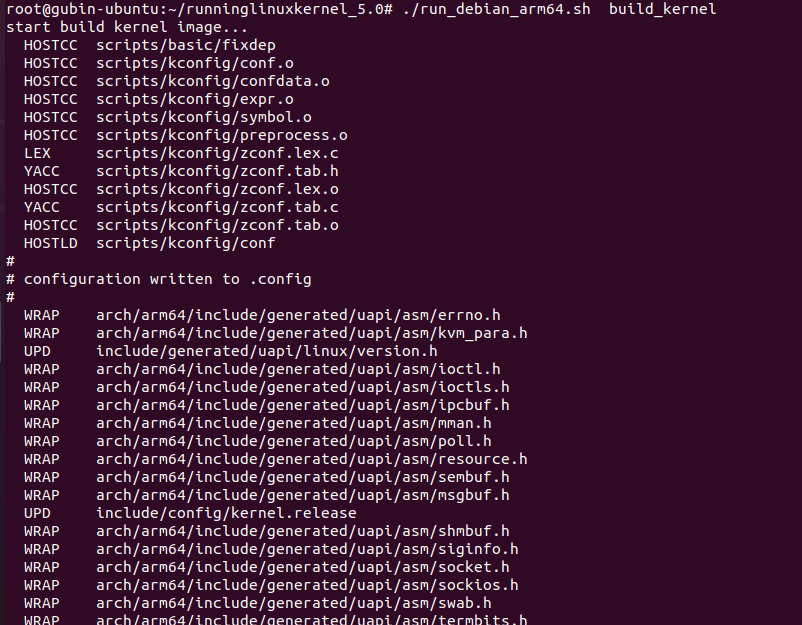 root@gubin-ubuntu:~/runninglinuxkernel_5.0# ./run_debian_arm64.sh  build_kernel
start build kernel image...
  HOSTCC  scripts/basic/fixdep
  HOSTCC  scripts/kconfig/conf.o
  HOSTCC  scripts/kconfig/confdata.o
  HOSTCC  scripts/kconfig/expr.o
  HOSTCC  scripts/kconfig/symbol.o
  HOSTCC  scripts/kconfig/preprocess.o
  LEX     scripts/kconfig/zconf.lex.c
  YACC    scripts/kconfig/zconf.tab.h
  HOSTCC  scripts/kconfig/zconf.lex.o
  YACC    scripts/kconfig/zconf.tab.c
  HOSTCC  scripts/kconfig/zconf.tab.o
  HOSTLD  scripts/kconfig/conf
#
# configuration written to .config
#
  WRAP    arch/arm64/include/generated/uapi/asm/errno.h
  WRAP    arch/arm64/include/generated/uapi/asm/kvm_para.h
  UPD     include/generated/uapi/linux/version.h
  WRAP    arch/arm64/include/generated/uapi/asm/ioctl.h
  WRAP    arch/arm64/include/generated/uapi/asm/ioctls.h
  WRAP    arch/arm64/include/generated/uapi/asm/ipcbuf.h
  WRAP    arch/arm64/include/generated/uapi/asm/mman.h
  WRAP    arch/arm64/include/generated/uapi/asm/poll.h
  WRAP    arch/arm64/include/generated/uapi/asm/resource.h
  WRAP    arch/arm64/include/generated/uapi/asm/sembuf.h
  WRAP    arch/arm64/include/generated/uapi/asm/msgbuf.h
  UPD     include/config/kernel.release
  WRAP    arch/arm64/include/generated/uapi/asm/shmbuf.h
  WRAP    arch/arm64/include/generated/uapi/asm/siginfo.h
  WRAP    arch/arm64/include/generated/uapi/asm/socket.h
  WRAP    arch/arm64/include/generated/uapi/asm/sockios.h
  WRAP    arch/arm64/include/generated/uapi/asm/swab.h
  WRAP    arch/arm64/include/generated/uapi/asm/termbits.h